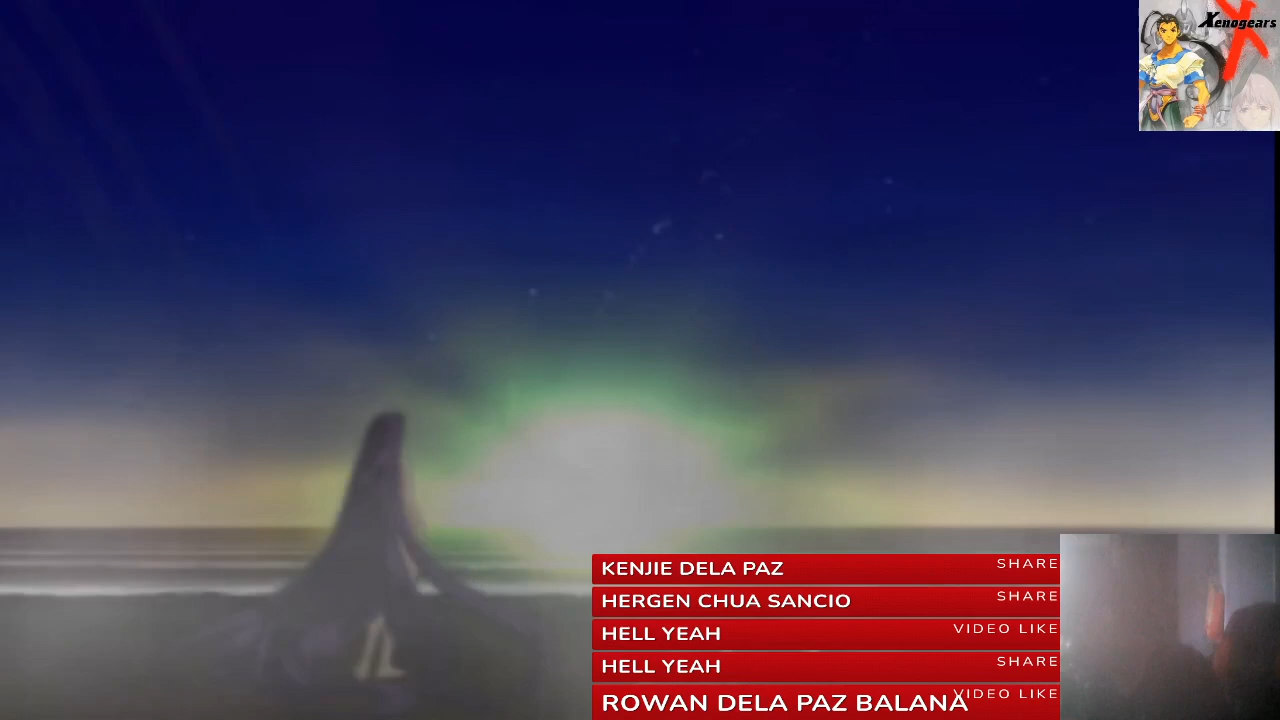 Xenogears
KENJIE DELA PAZ SHARE
HERGEN CHUA SANCIO SHARE
HELL YEAH VIDEO LIKE
HELL YEAH SHARE
ROWAN DELA PAZ BALANA VIDEO LIKE